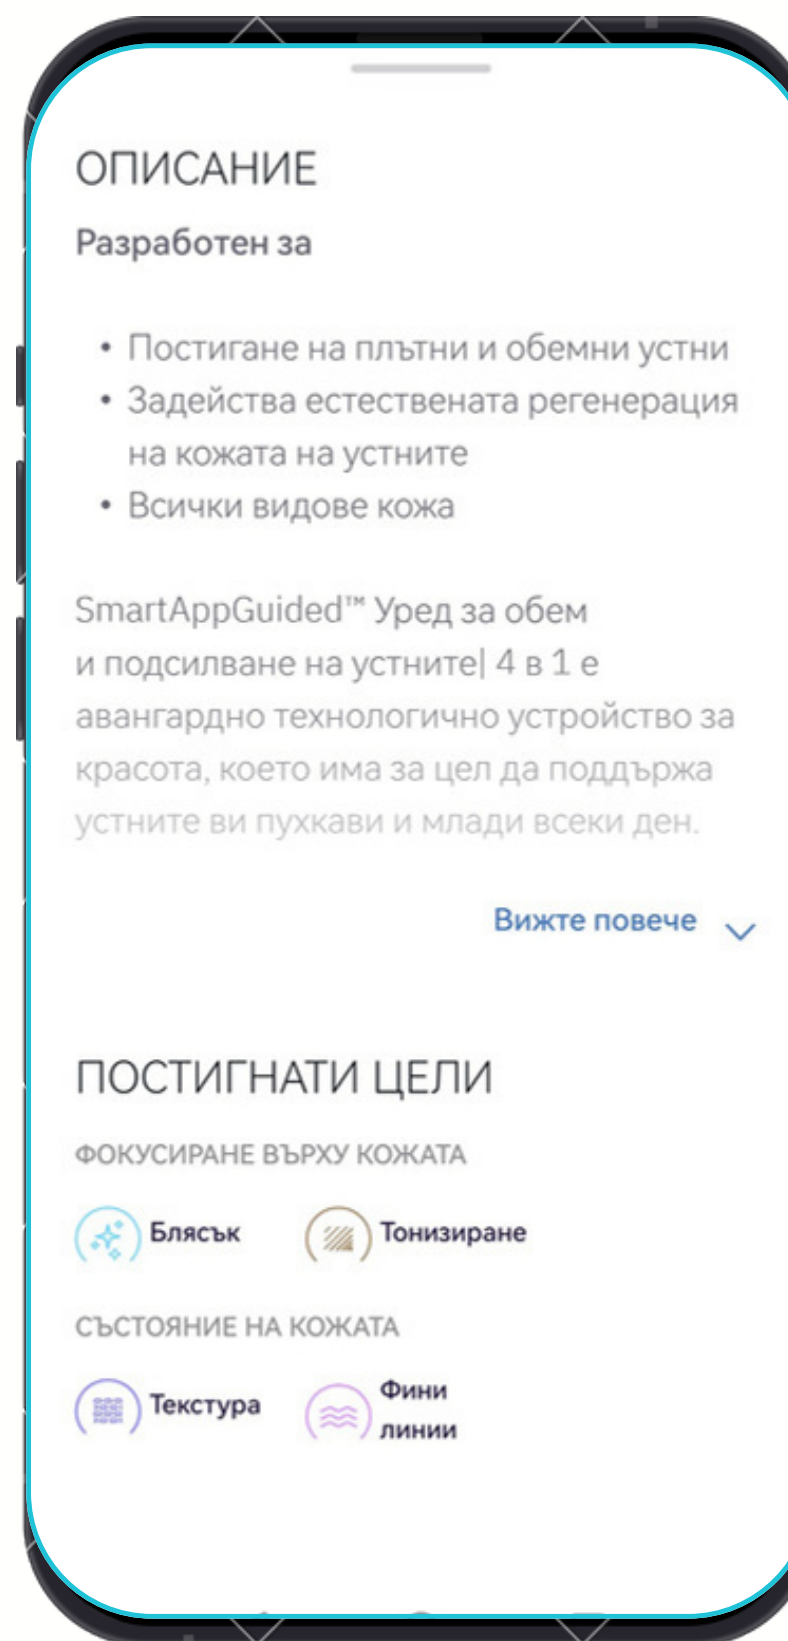 ОПИСАНИЕ
Разработен за
• Постигане на плътни и обемни устни
• Задейства естествената регенерация
на кожата на устните
• Всички видове кожа
SmartAppGuided™ Уред за обем
и подсилване на устните| 4 в 1 е
авангардно технологично устройство за
красота, което има за цел да поддържа
устните ви пухкави и млади всеки ден.
Вижте повече
ПОСТИГНАТИ ЦЕЛИ
ФОКУСИРАНЕ ВЪРХУ КОЖАТА
Блясък Тонизиране
СЪСТОЯНИЕ НА КОЖАТА
Текстура Фини
линии